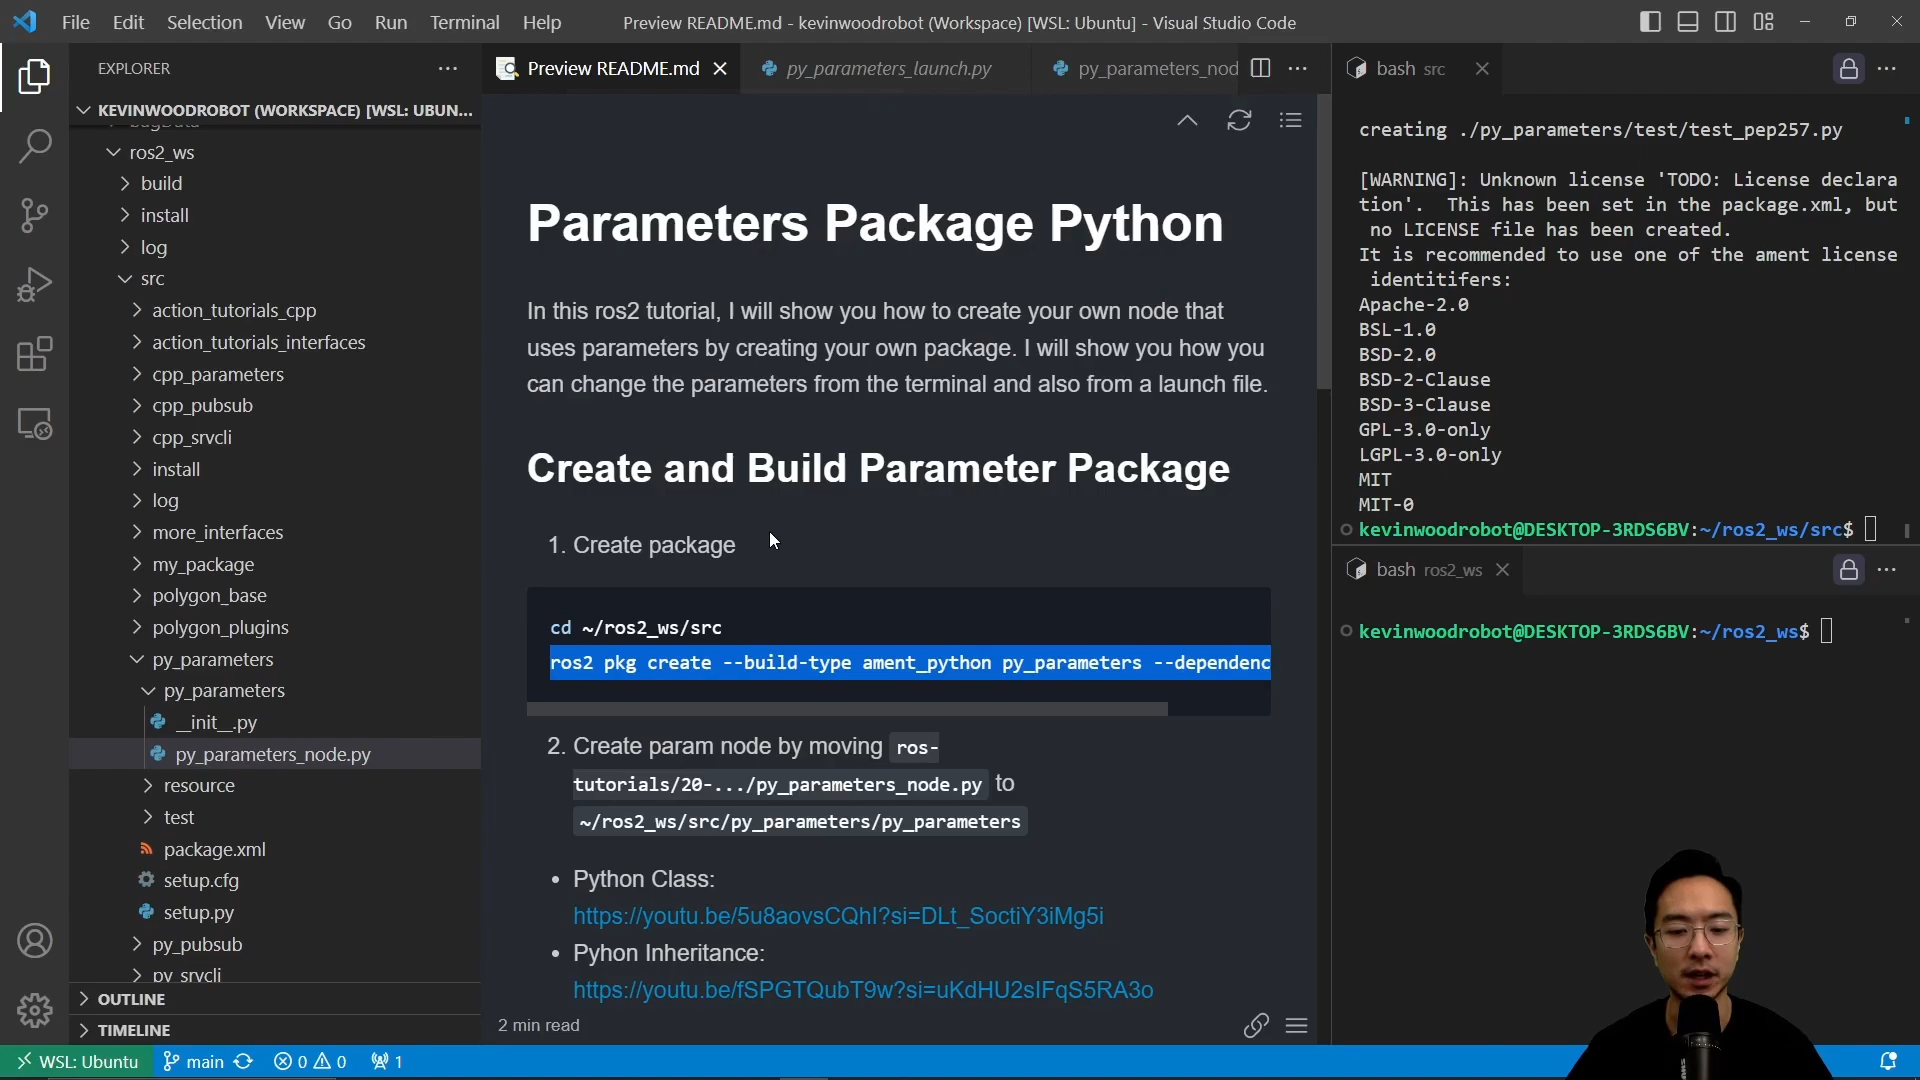 File Edit Selection View Go Run Terminal Help
Preview README.md - kevinwoodrobot (Workspace) [WSL: Ubuntu] - Visual Studio Code
EXPLORER
KEVINWOODROBOT (WORKSPACE) [WSL: UBUN...
ros2_ws
build
install
log
src
action_tutorials_cpp
action_tutorials_interfaces
cpp_parameters
cpp_pubsub
cpp_srvcli
install
log
more_interfaces
my_package
polygon_base
polygon_plugins
py_parameters
py_parameters
__init__.py
py_parameters_node.py
resource
test
package.xml
setup.cfg
setup.py
py_pubsub
py_srvcli
OUTLINE
TIMELINE
Preview README.md
py_parameters_launch.py
py_parameters_nod
Parameters Package Python
In this ros2 tutorial, I will show you how to create your own node that
uses parameters by creating your own package. I will show you how you
can change the parameters from the terminal and also from a launch file.
Create and Build Parameter Package
1. Create package
cd ~/ros2_ws/src
ros2 pkg create --build-type ament_python py_parameters --dependenc
2. Create param node by moving ros-
tutorials/20-.../py_parameters_node.py to
~/ros2_ws/src/py_parameters/py_parameters
• Python Class:
https://youtu.be/5u8aovsCQhI?si=DLt_SoctiY3iMg5i
• Pyhon Inheritance:
https://youtu.be/fSPGTQubT9w?si=uKdHU2sIFqS5RA3o
2 min read
bash src
creating ./py_parameters/test/test_pep257.py
[WARNING]: Unknown license 'TODO: License declara
tion'.  This has been set in the package.xml, but
no LICENSE file has been created.
It is recommended to use one of the ament license
identitifers:
Apache-2.0
BSL-1.0
BSD-2.0
BSD-2-Clause
BSD-3-Clause
GPL-3.0-only
LGPL-3.0-only
MIT
MIT-0
kevinwoodrobot@DESKTOP-3RDS6BV:~/ros2_ws/src$
bash ros2_ws
kevinwoodrobot@DESKTOP-3RDS6BV:~/ros2_ws$
WSL: Ubuntu main 0 0 1